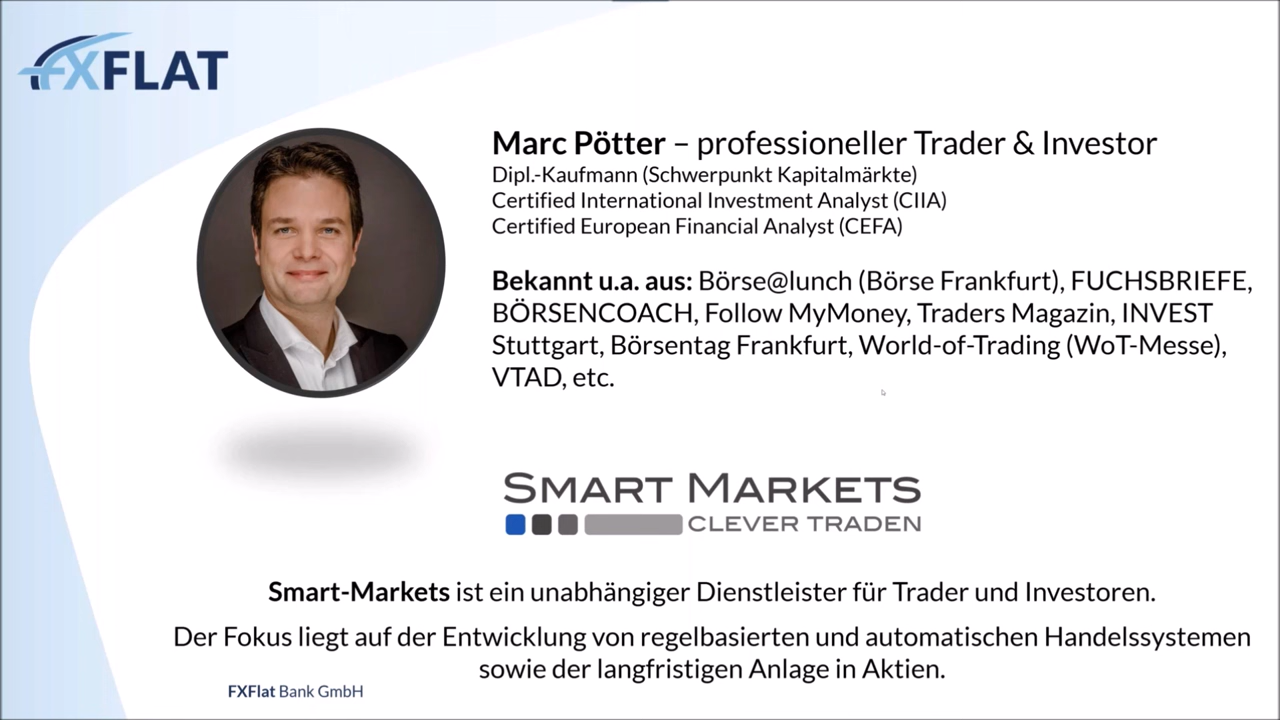 FXFLAT
Marc Pötter – professioneller Trader & Investor
Dipl.-Kaufmann (Schwerpunkt Kapitalmärkte)
Certified International Investment Analyst (CIIA)
Certified European Financial Analyst (CEFA)
Bekannt u.a. aus: Börse@lunch (Börse Frankfurt), FUCHSBRIEFE,
BÖRSENCOACH, Follow MyMoney, Traders Magazin, INVEST
Stuttgart, Börsentag Frankfurt, World-of-Trading (WoT-Messe),
VTAD, etc.
SMART MARKETS
CLEVER TRADEN
Smart-Markets ist ein unabhängiger Dienstleister für Trader und Investoren.
Der Fokus liegt auf der Entwicklung von regelbasierten und automatischen Handelssystemen
sowie der langfristigen Anlage in Aktien.
FXFlat Bank GmbH